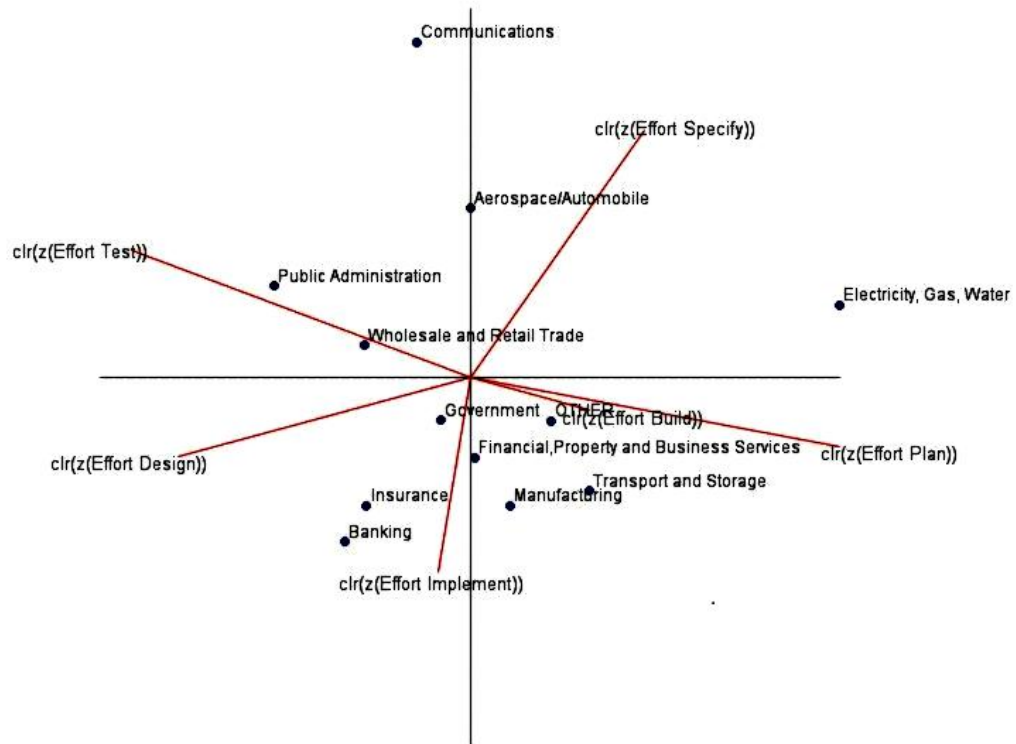 Communications
clr(z(Effort Specify))
Aerospace/Automobile
clr(z(Effort Test))
Public Administration
Electricity, Gas, Water
Wholesale and Retail Trade
Government
OTHER
clr(z(Effort Build))
Financial,Property and Business Services
clr(z(Effort Plan))
clr(z(Effort Design))
Transport and Storage
Insurance
Manufacturing
Banking
clr(z(Effort Implement))